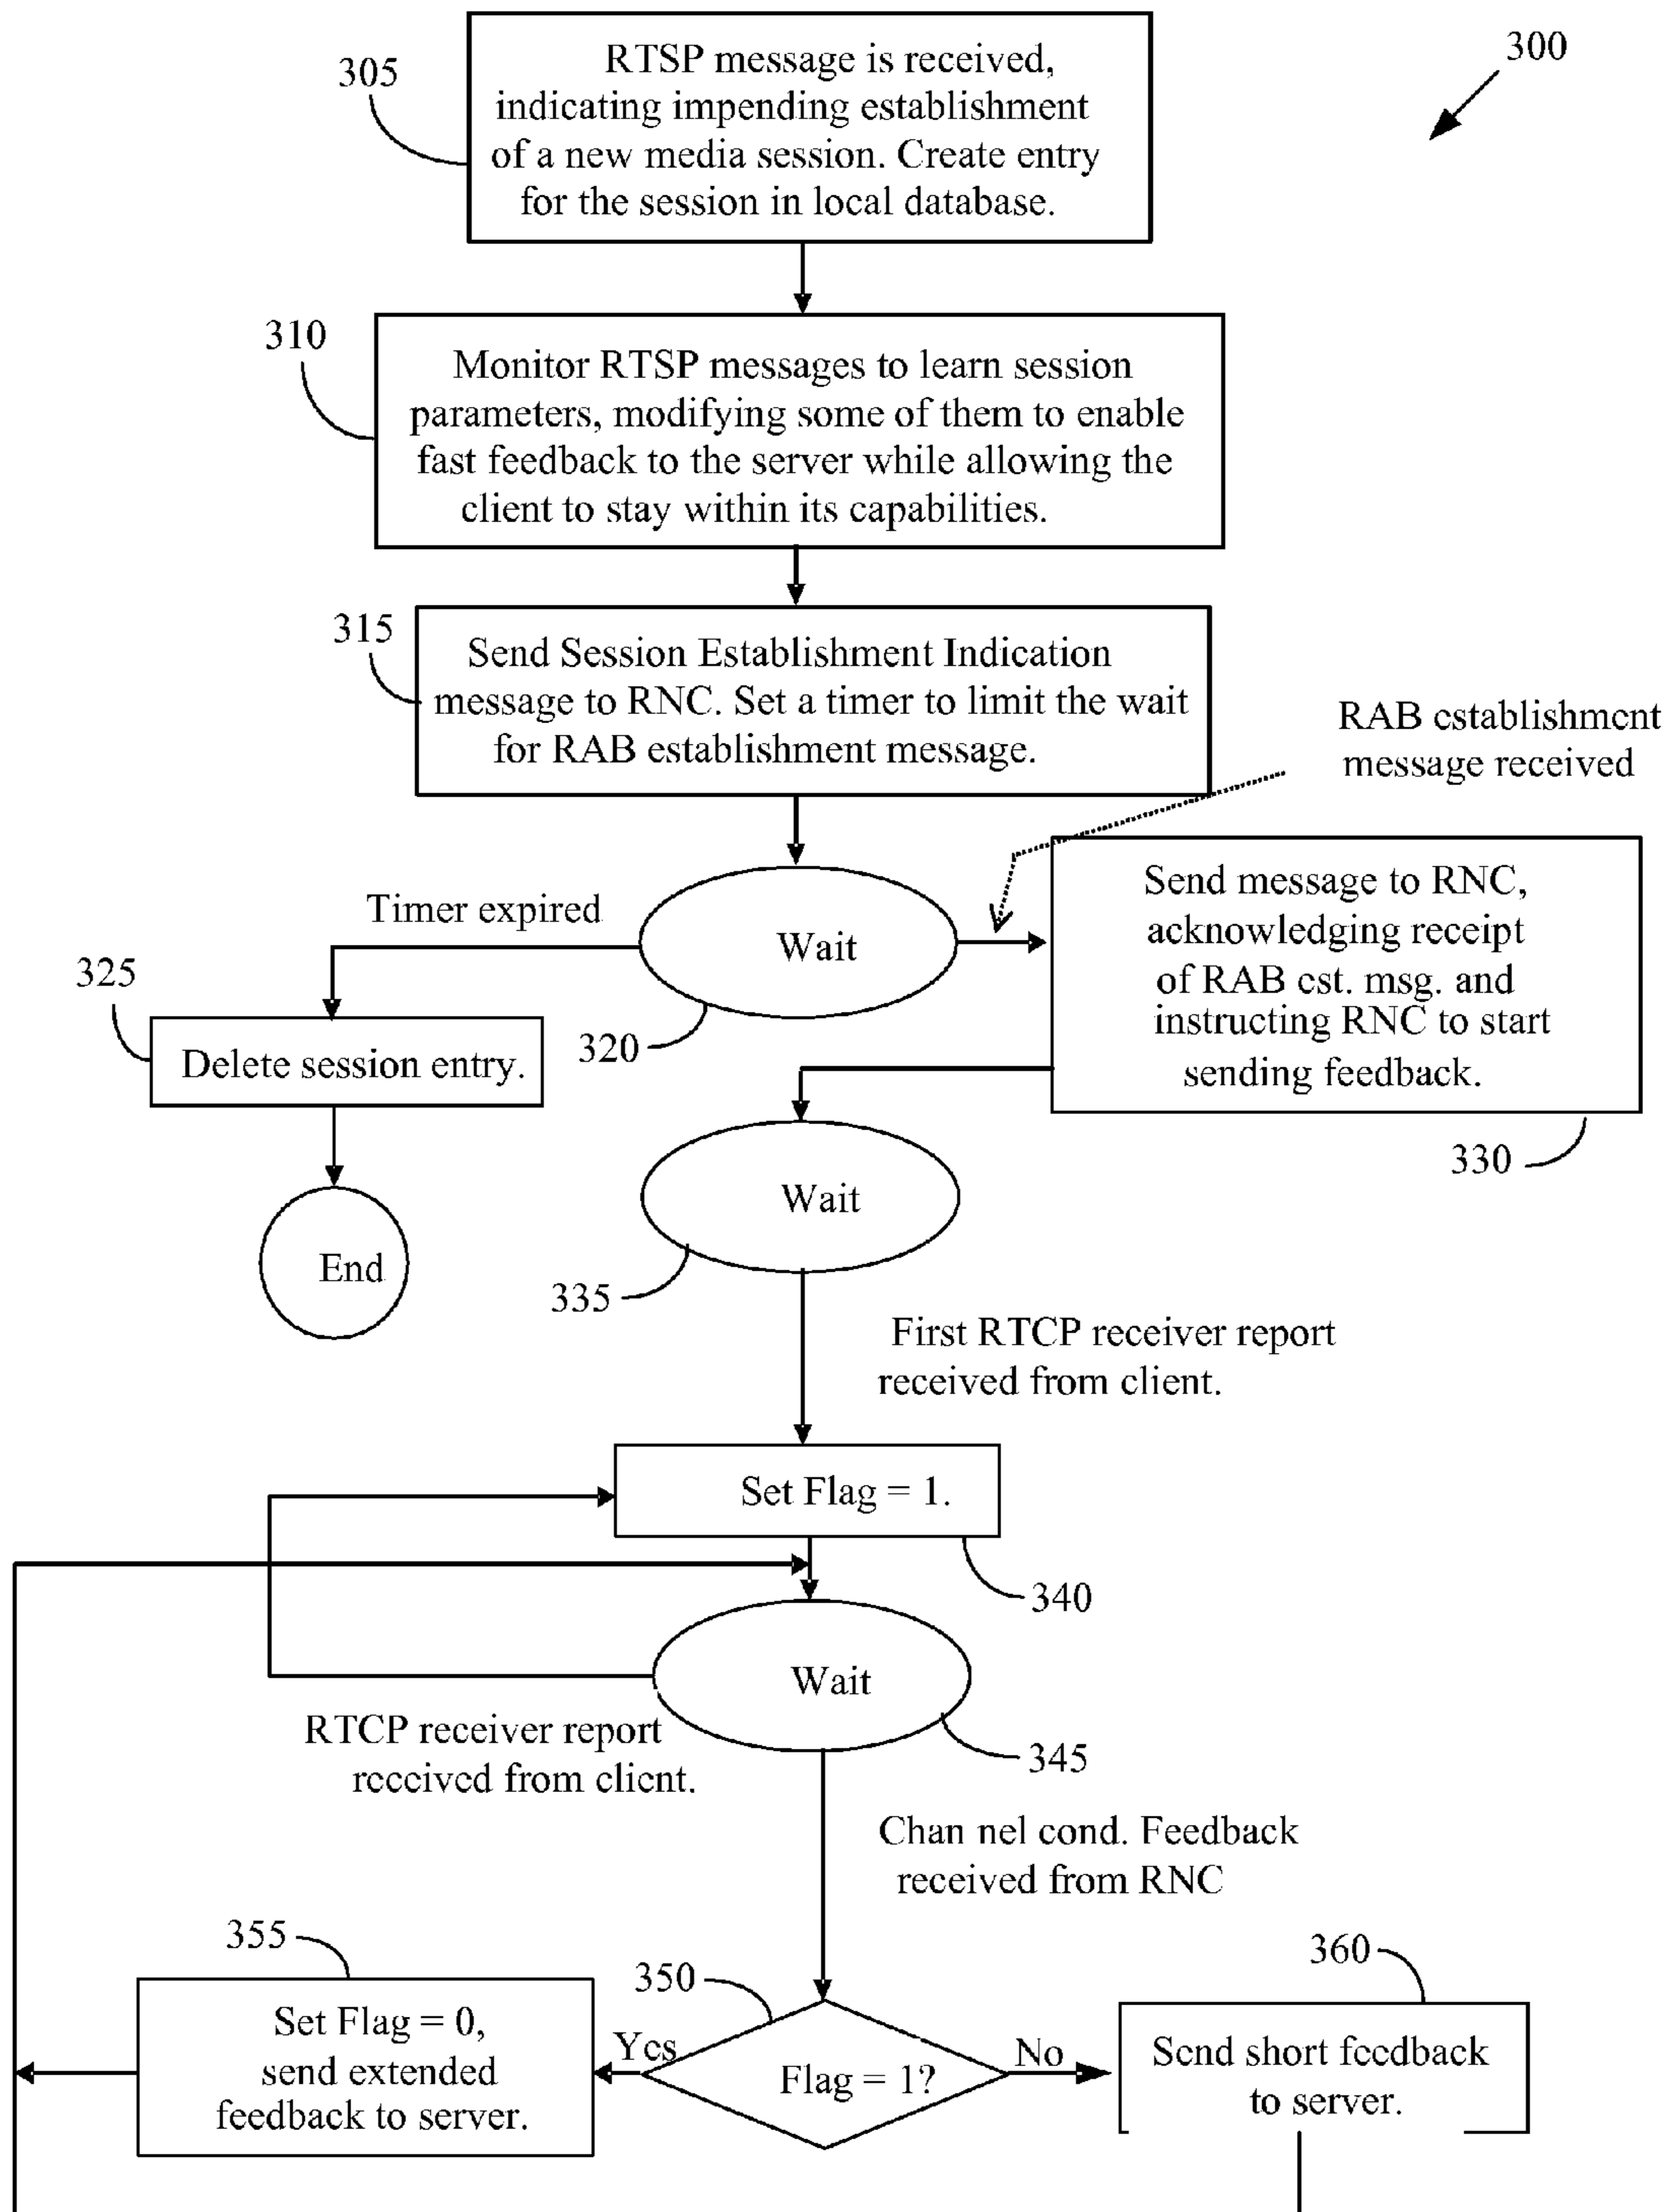 300
305
RTSP message is received,
indicating impending establishment
of a new media session. Create entry
for the session in local database.
310
Monitor RTSP messages to learn session
parameters, modifying some of them to enable
fast feedback to the server while allowing the
client to stay within its capabilities.
315
Send Session Establishment Indication
message to RNC. Set a timer to limit the wait
for RAB establishment message.
RAB establishment
message received
Timer expired
Wait
320
Send message to RNC,
acknowledging receipt
of RAB est. msg. and
instructing RNC to start
sending feedback.
330
325
Delete session entry.
End
Wait
335
First RTCP receiver report
received from client.
Set Flag = 1.
340
Wait
345
RTCP receiver report
received from client.
Chan nel cond. Feedback
received from RNC
355
Set Flag = 0,
send extended
feedback to server.
350
Yes
Flag = 1?
No
360
Send short feedback
to server.